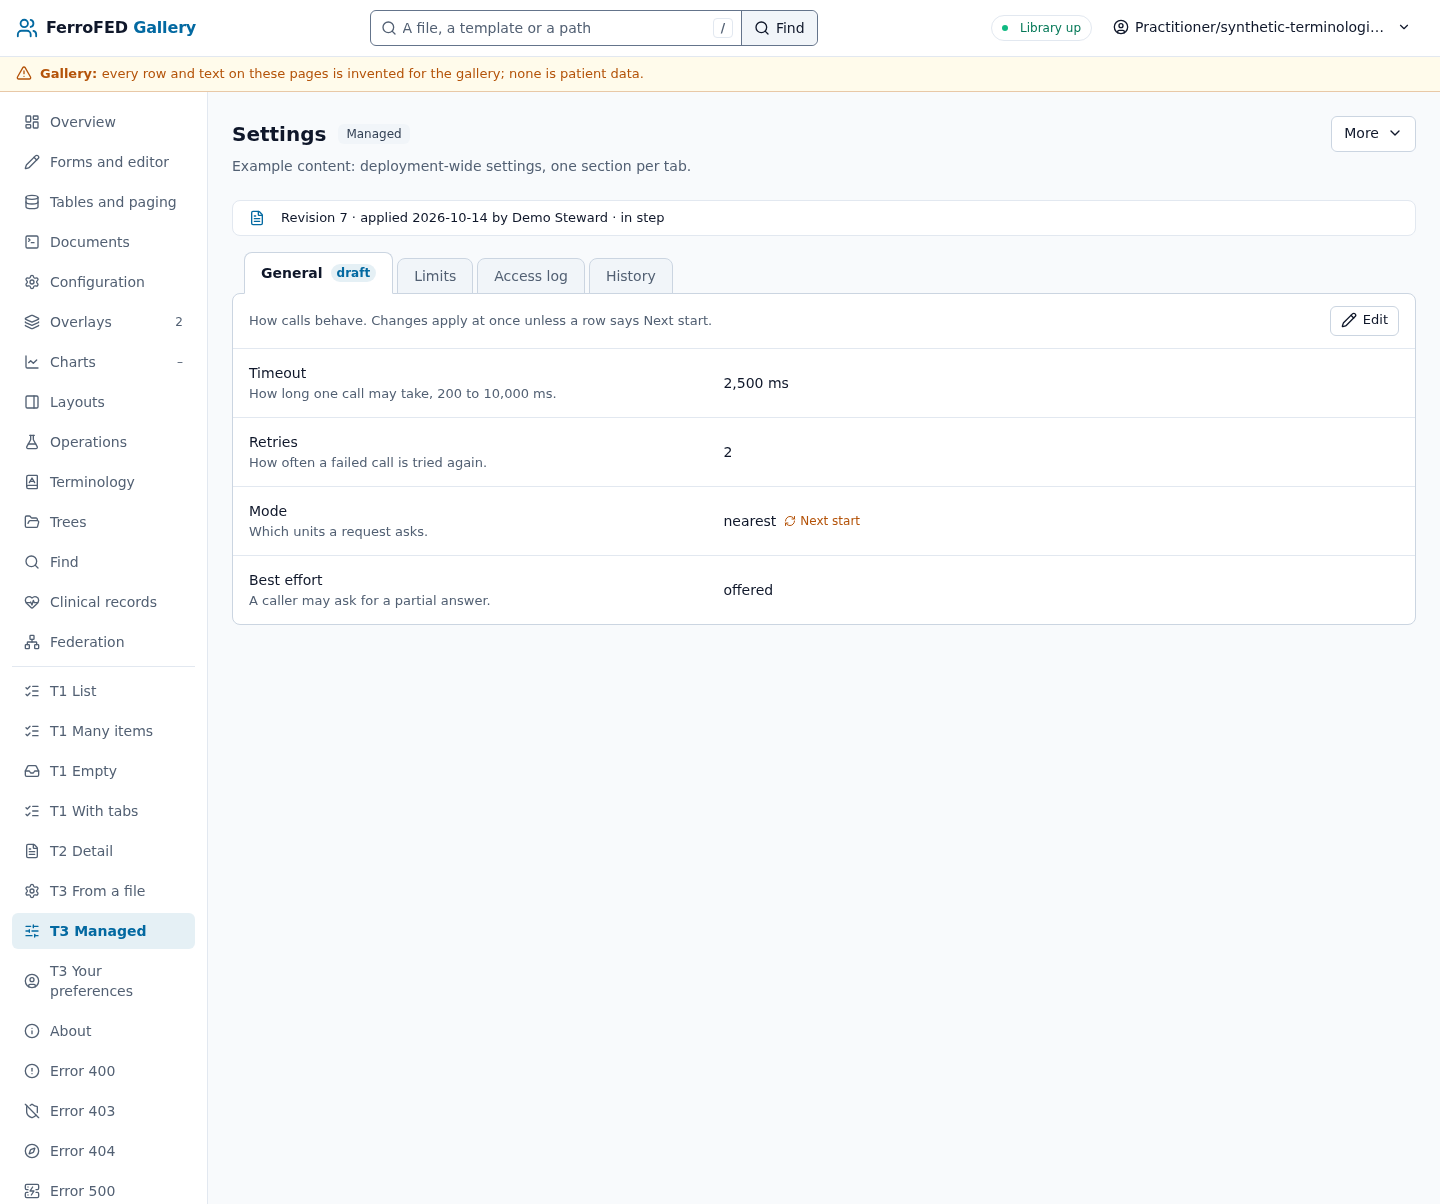 FerroFED Gallery
A file, a template or a path
/
Find
Library up
Practitioner/synthetic-terminologi…
Gallery: every row and text on these pages is invented for the gallery; none is patient data.
Overview
Forms and editor
Tables and paging
Documents
Configuration
Overlays 2
Charts –
Layouts
Operations
Terminology
Trees
Find
Clinical records
Federation
T1 List
T1 Many items
T1 Empty
T1 With tabs
T2 Detail
T3 From a file
T3 Managed
T3 Your
preferences
About
Error 400
Error 403
Error 404
Error 500
Settings Managed
More
Example content: deployment-wide settings, one section per tab.
Revision 7 · applied 2026-10-14 by Demo Steward · in step
General draft
Limits
Access log
History
How calls behave. Changes apply at once unless a row says Next start.
Edit
Timeout
How long one call may take, 200 to 10,000 ms.
2,500 ms
Retries
How often a failed call is tried again.
2
Mode
Which units a request asks.
nearest Next start
Best effort
A caller may ask for a partial answer.
offered